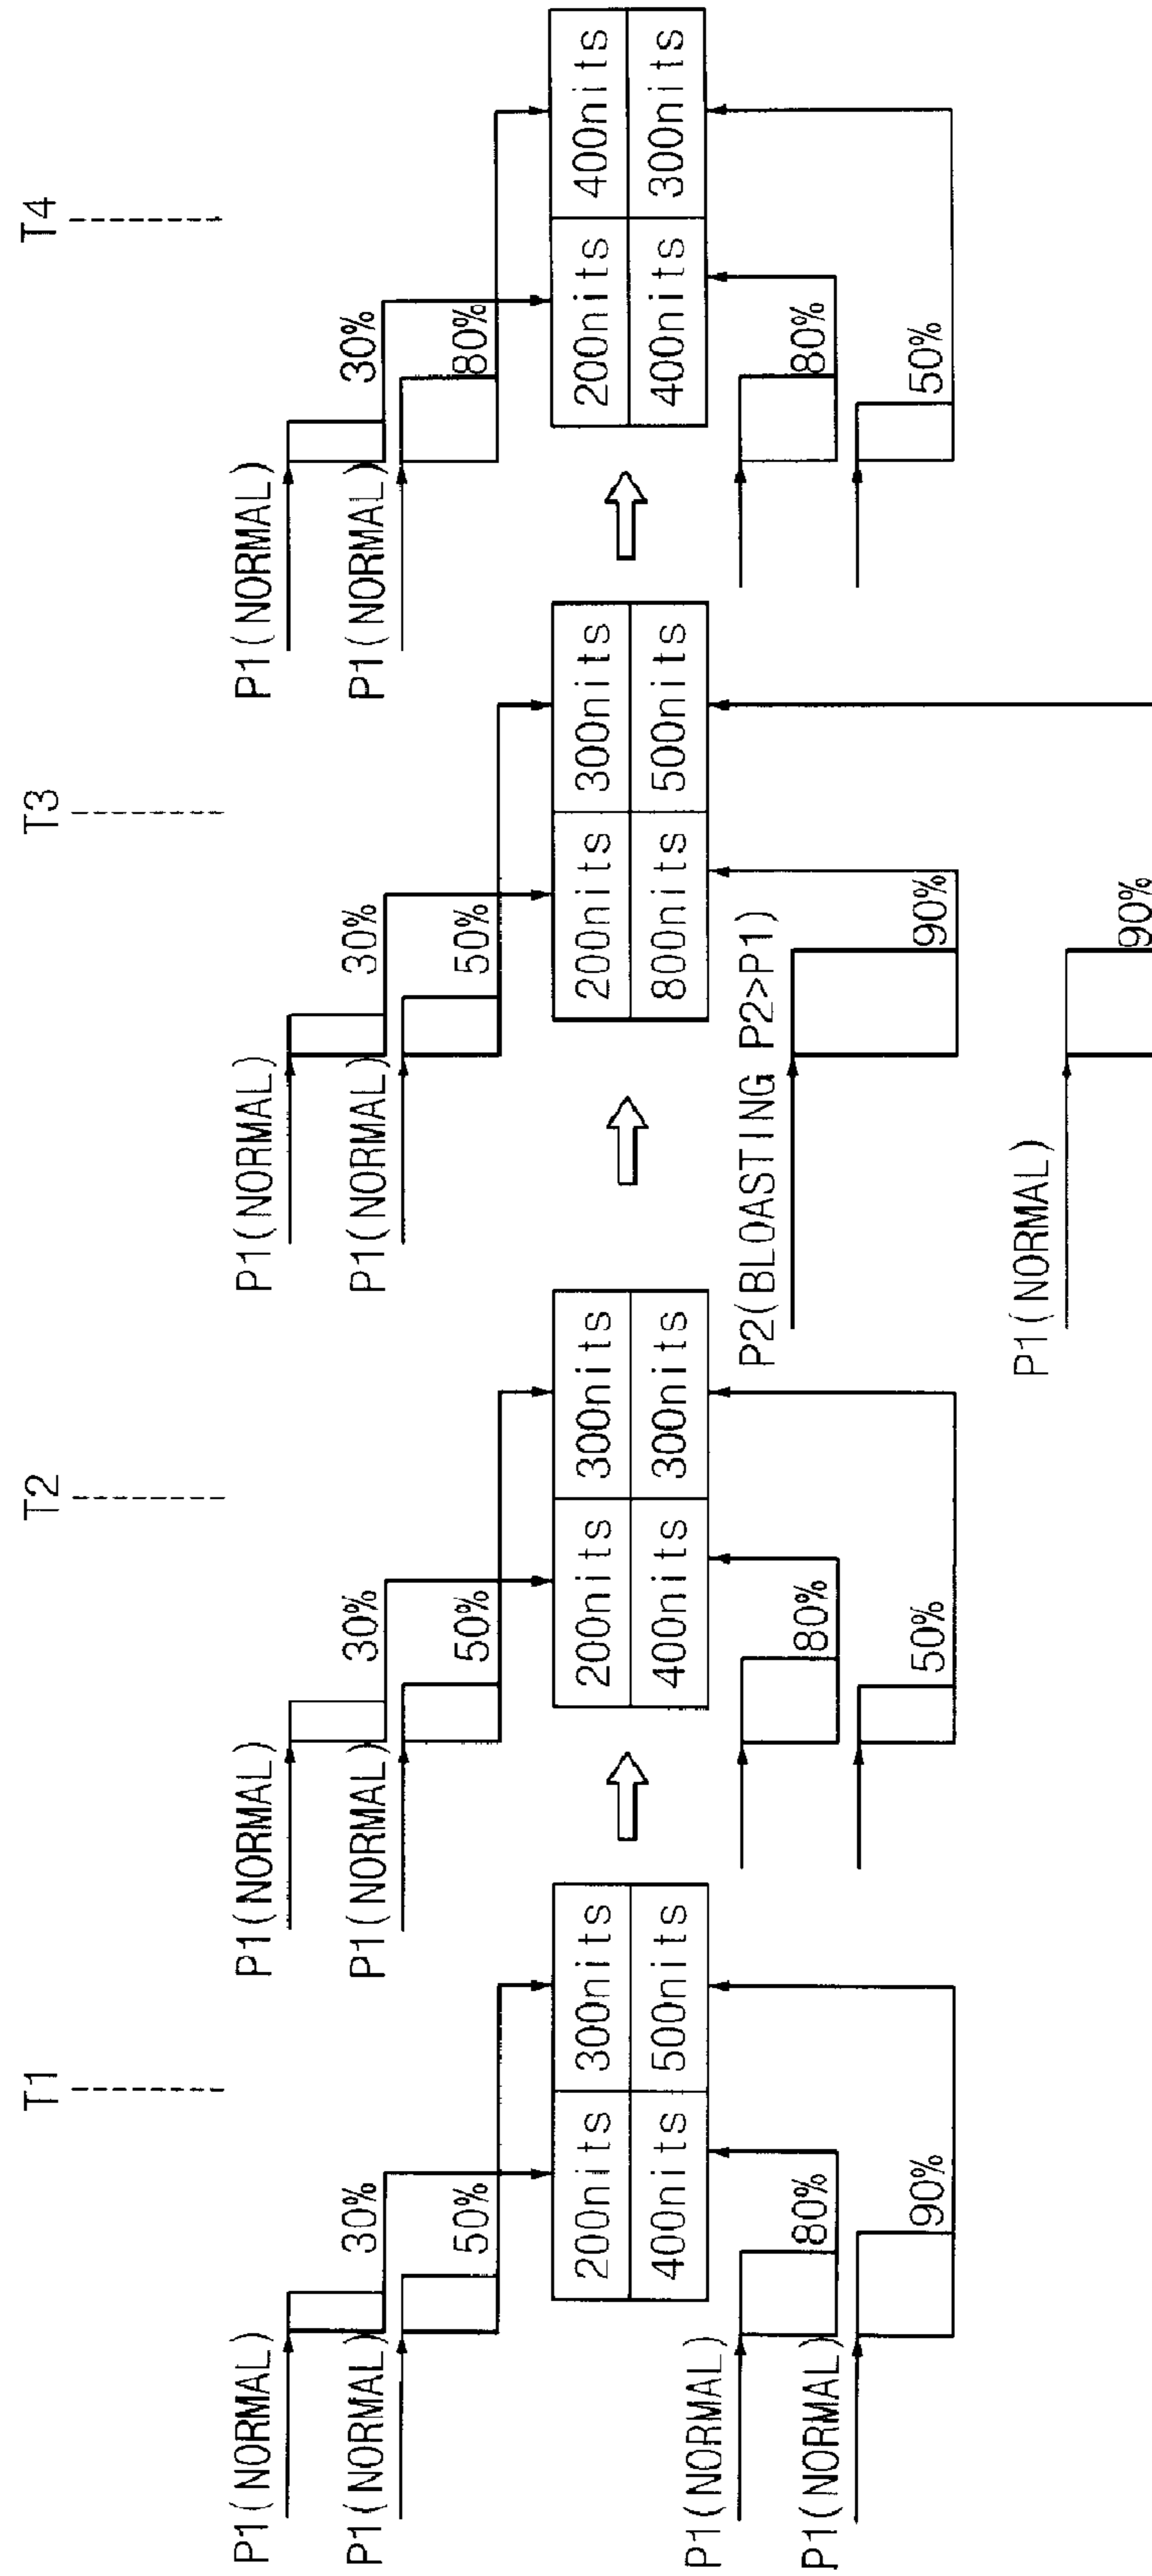 T1
P1(NORMAL)
30%
P1(NORMAL)
50%
200nits 300nits
400nits 500nits
P1(NORMAL)
80%
P1(NORMAL)
90%
T2
P1(NORMAL)
30%
P1(NORMAL)
50%
200nits 300nits
400nits 300nits
80%
50%
T3
P1(NORMAL)
30%
P1(NORMAL)
50%
200nits 300nits
800nits 500nits
P2(BLOASTING P2>P1)
90%
P1(NORMAL)
90%
T4
P1(NORMAL)
30%
P1(NORMAL)
80%
200nits 400nits
400nits 300nits
80%
50%